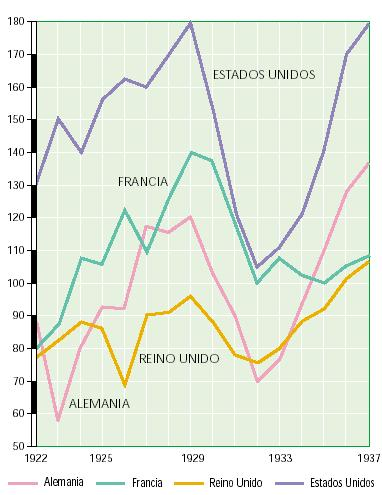 180
170
160
150
140
130
120
110
100
90
80
70
60
50
ESTADOS UNIDOS
FRANCIA
REINO UNIDO
ALEMANIA
1922 1925 1929 1933 1937
Alemania Francia Reino Unido Estados Unidos